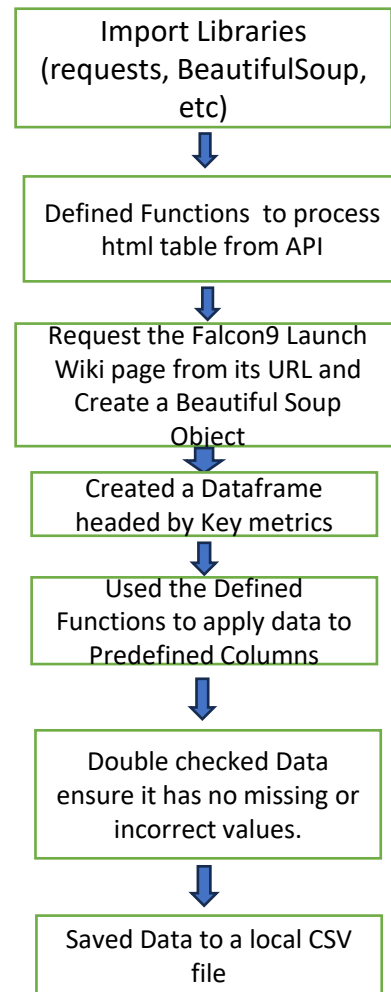 Import Libraries
(requests, BeautifulSoup,
etc)
Defined Functions to process
html table from API
Request the Falcon9 Launch
Wiki page from its URL and
Create a Beautiful Soup
Object
Created a Dataframe
headed by Key metrics
Used the Defined
Functions to apply data to
Predefined Columns
Double checked Data
ensure it has no missing or
incorrect values.
Saved Data to a local CSV
file